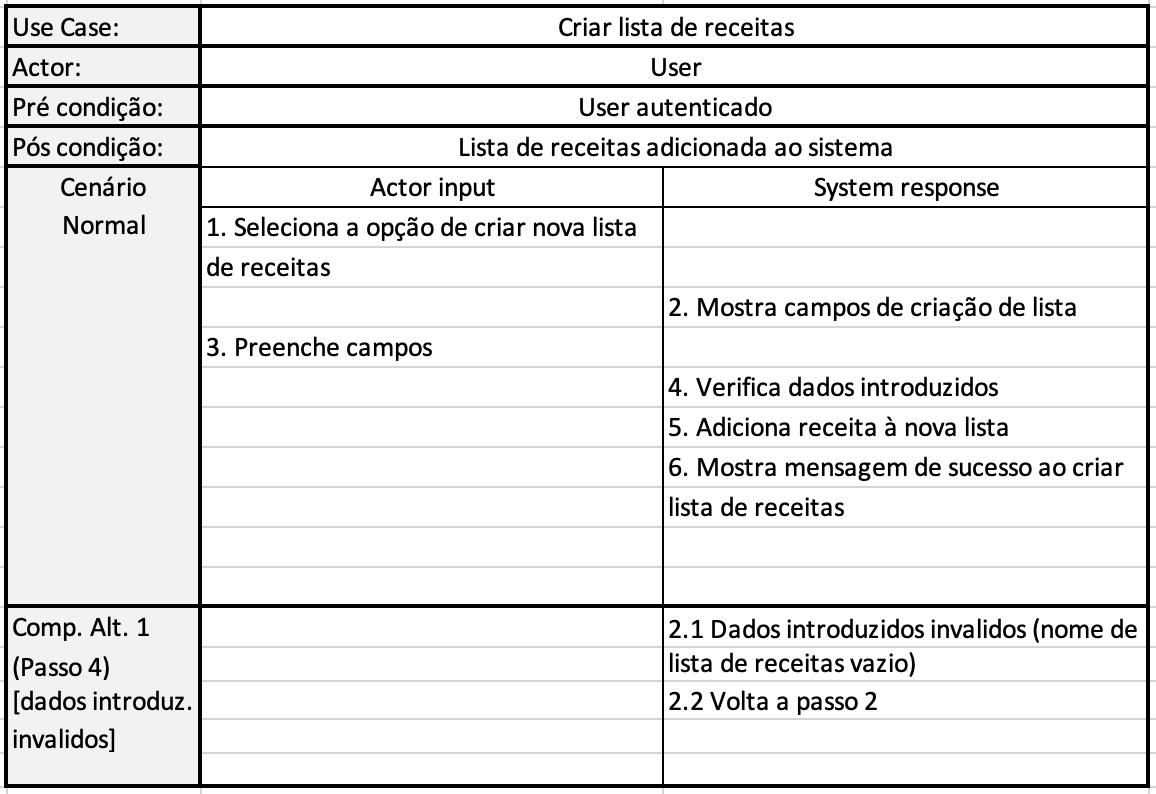 Use Case:
Criar lista de receitas
Actor:
User
Pré condição:
User autenticado
Pós condição:
Lista de receitas adicionada ao sistema
Cenário
Normal
Actor input
System response
1. Seleciona a opção de criar nova lista
de receitas
2. Mostra campos de criação de lista
3. Preenche campos
4. Verifica dados introduzidos
5. Adiciona receita à nova lista
6. Mostra mensagem de sucesso ao criar
lista de receitas
Comp. Alt. 1
(Passo 4)
[dados introduz.
invalidos]
2.1 Dados introduzidos invalidos (nome de
lista de receitas vazio)
2.2 Volta a passo 2